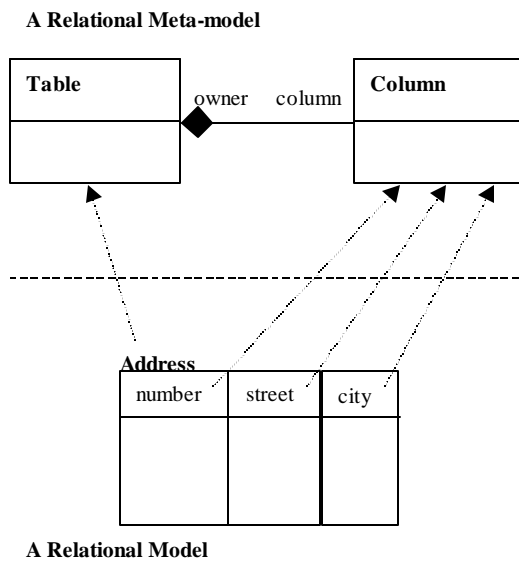 A Relational Meta-model
Table
owner column
Column
Address
number street city
A Relational Model